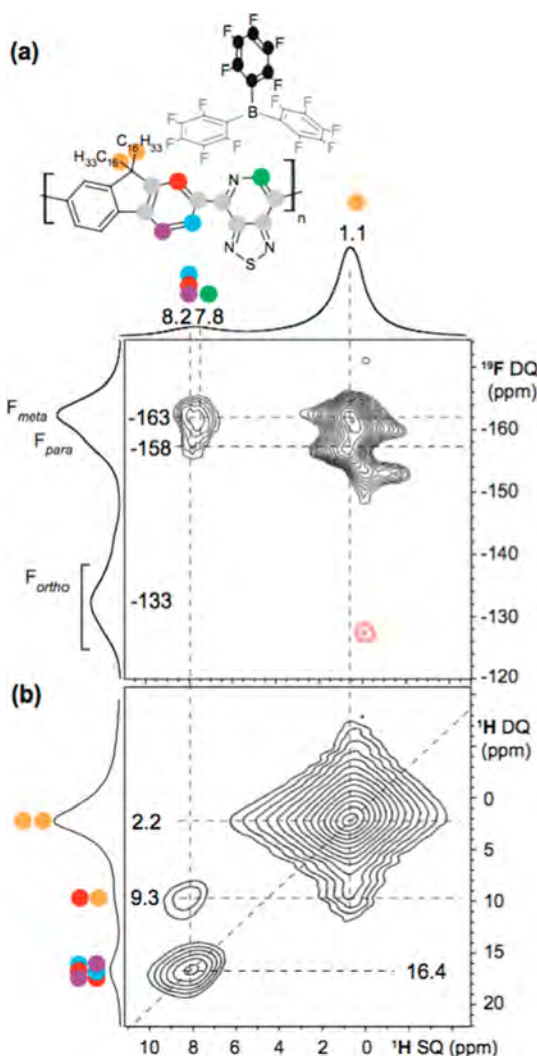 (a)
F
F
F
F
F
F
F
F
F
B
F
F
F
F
F
F
H33C16
C16H33
N
N
N
S
N
n
1.1
8.2 7.8
19F DQ
(ppm)
Fmeta
-163
-160
Fpara
-158
-150
-140
Fortho
-133
-130
-120
(b)
1H DQ
(ppm)
0
2.2
5
9.3
10
15
16.4
20
10 8 6 4 2 0
1H SQ (ppm)